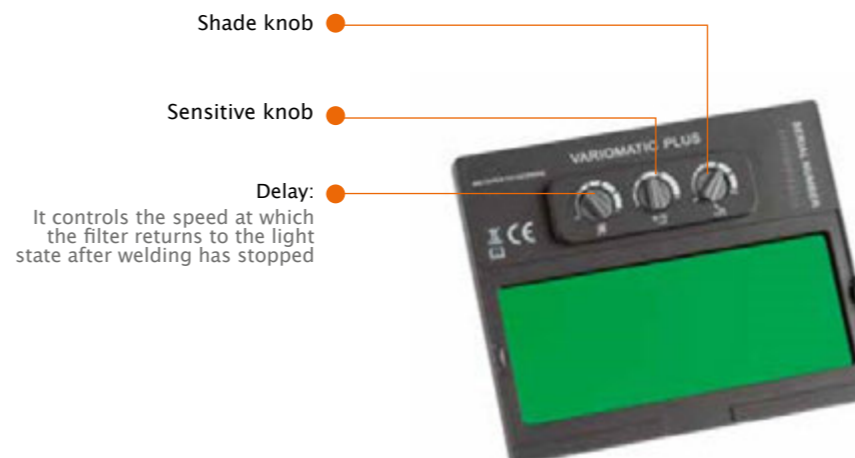 Shade knob
Sensitive knob
Delay:
It controls the speed at which
the filter returns to the light
state after welding has stopped
VARIOMATIC PLUS
SERIAL NUMBER
CE